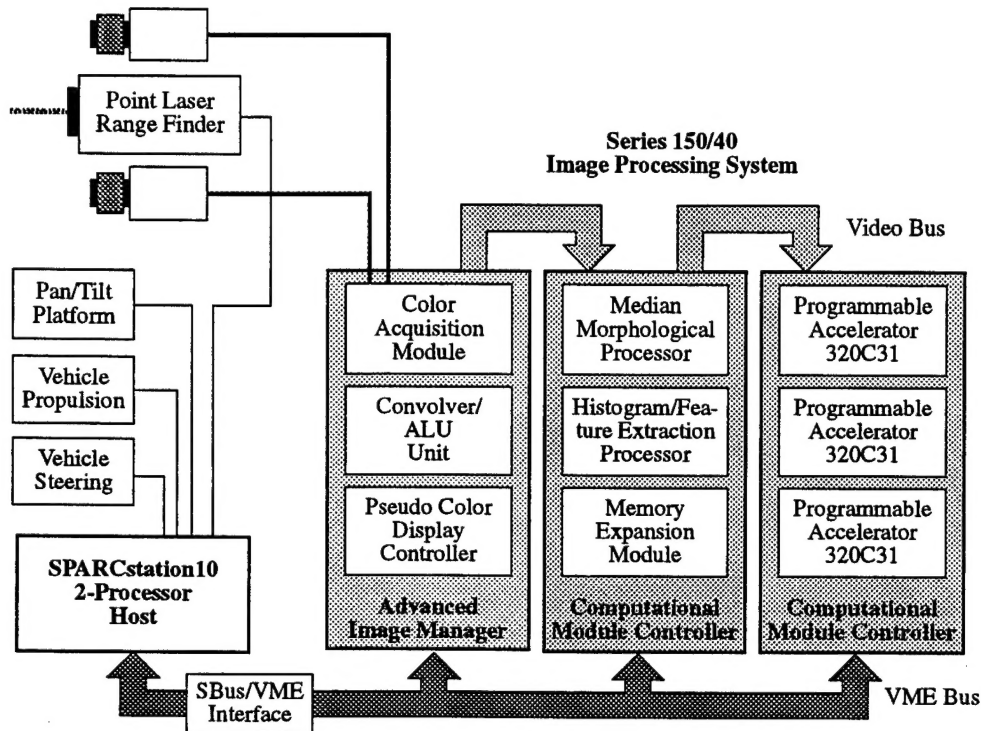 Point Laser
Range Finder
Series 150/40
Image Processing System
Video Bus
Pan/Tilt
Platform
Vehicle
Propulsion
Vehicle
Steering
SPARCstation10
2-Processor
Host
Color
Acquisition
Module
Convolver/
ALU
Unit
Pseudo Color
Display
Controller
Advanced
Image Manager
Median
Morphological
Processor
Histogram/Fea-
ture Extraction
Processor
Memory
Expansion
Module
Computational
Module Controller
Programmable
Accelerator
320C31
Programmable
Accelerator
320C31
Programmable
Accelerator
320C31
Computational
Module Controller
SBus/VME
Interface
VME Bus